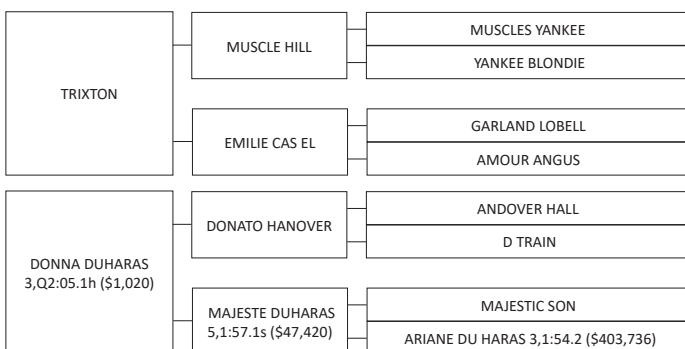 TRIXTON
MUSCLE HILL
MUSCLES YANKEE
YANKEE BLONDIE
EMILIE CAS EL
GARLAND LOBELL
AMOUR ANGUS
DONNA DUHARAS
3,Q2:05.1h ($1,020)
DONATO HANOVER
ANDOVER HALL
D TRAIN
MAJESTE DUHARAS
5,1:57.1s ($47,420)
MAJESTIC SON
ARIANE DU HARAS 3,1:54.2 ($403,736)